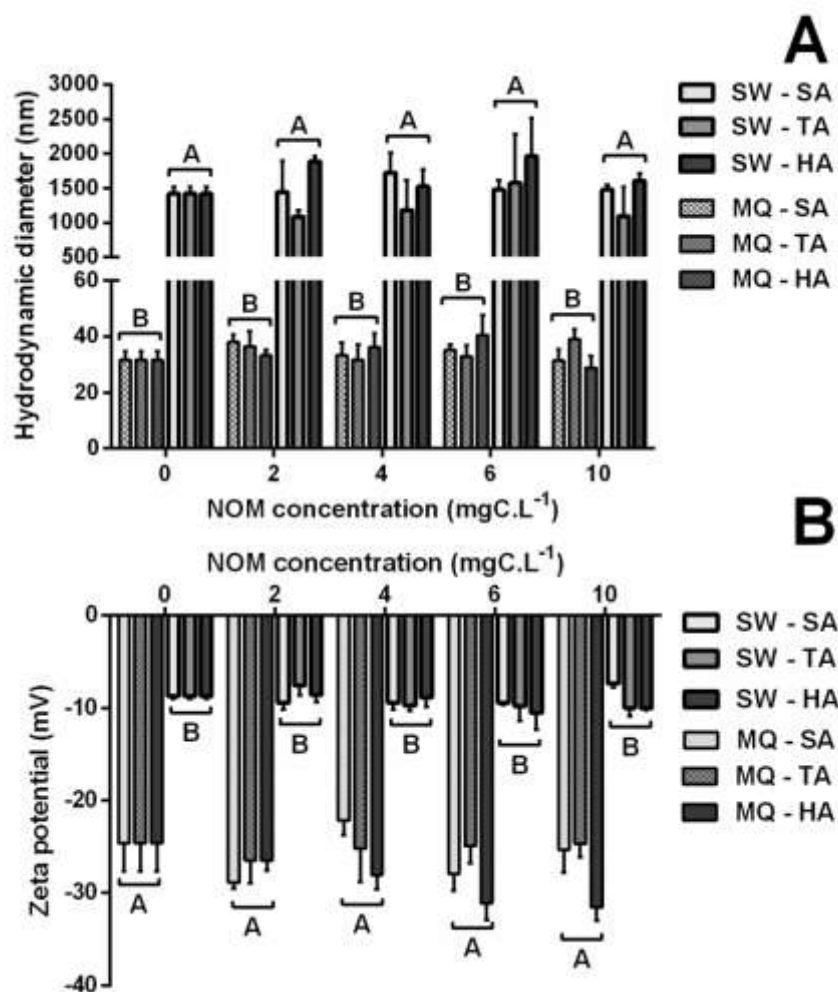 A
3000
2500
2000
1500
1000
500
60
40
20
0
Hydrodynamic diameter (nm)
A
A
A
A
A
B
B
B
B
B
0
2
4
6
10
NOM concentration (mgC.L⁻¹)
SW - SA
SW - TA
SW - HA
MQ - SA
MQ - TA
MQ - HA
B
NOM concentration (mgC.L⁻¹)
0
2
4
6
10
0
-10
-20
-30
-40
Zeta potential (mV)
B
B
B
B
B
A
A
A
A
A
SW - SA
SW - TA
SW - HA
MQ - SA
MQ - TA
MQ - HA